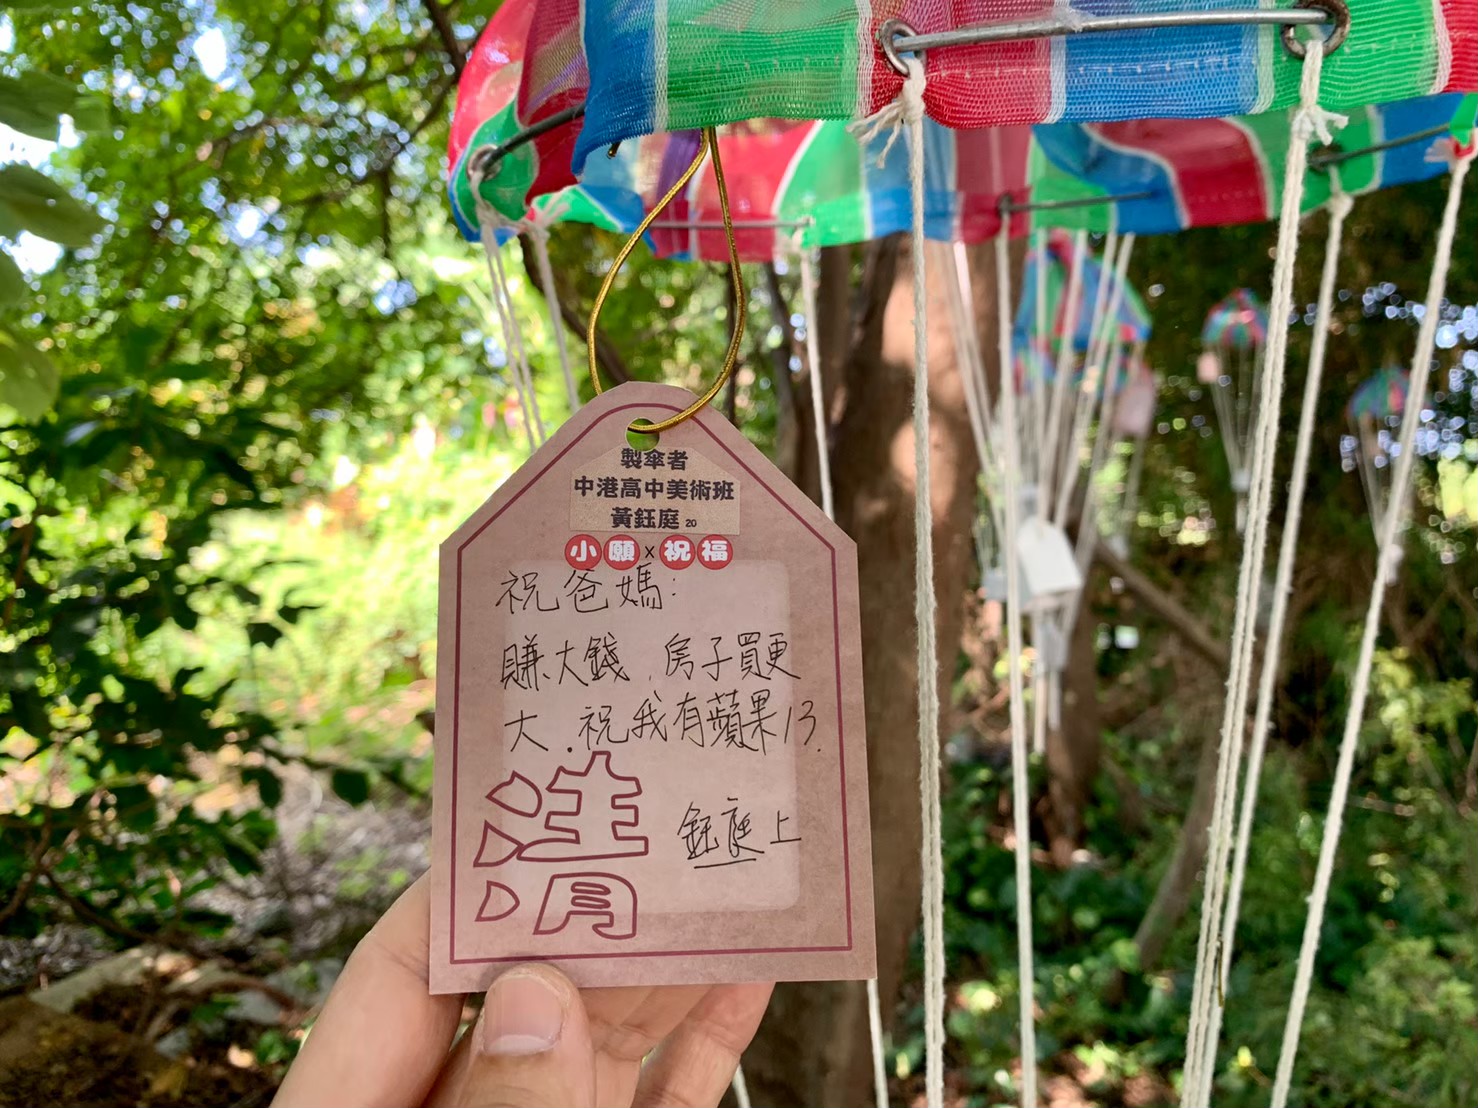 製傘者
中港高中美術班
黃鈺庭 20
小願x祝福
祝爸媽:
賺大錢、房子買更
大.祝我有蘋果13.
清
鈺庭上